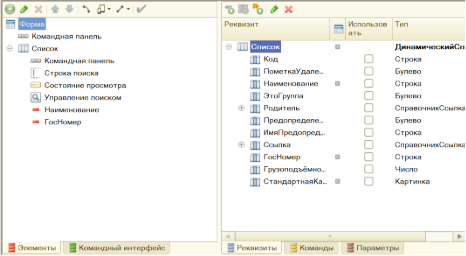 Форма
Командная панель
Список
Командная панель
Строка поиска
Состояние просмотра
Управление поиском
Наименование
ГосНомер
Элементы
Командный интерфейс
Реквизит
Использов
ать
Тип
Список
ДинамическийСп
Код
Строка
ПометкаУдале..
Булево
Наименование
Строка
ЭтоГруппа
Булево
Родитель
СправочникСсылка
Предопределе..
Булево
ИмяПредопред...
Строка
Ссылка
СправочникСсылка
ГосНомер
Строка
Грузоподъёмно..
Число
СтандартнаяКа..
Картинка
Реквизиты
Команды
Параметры